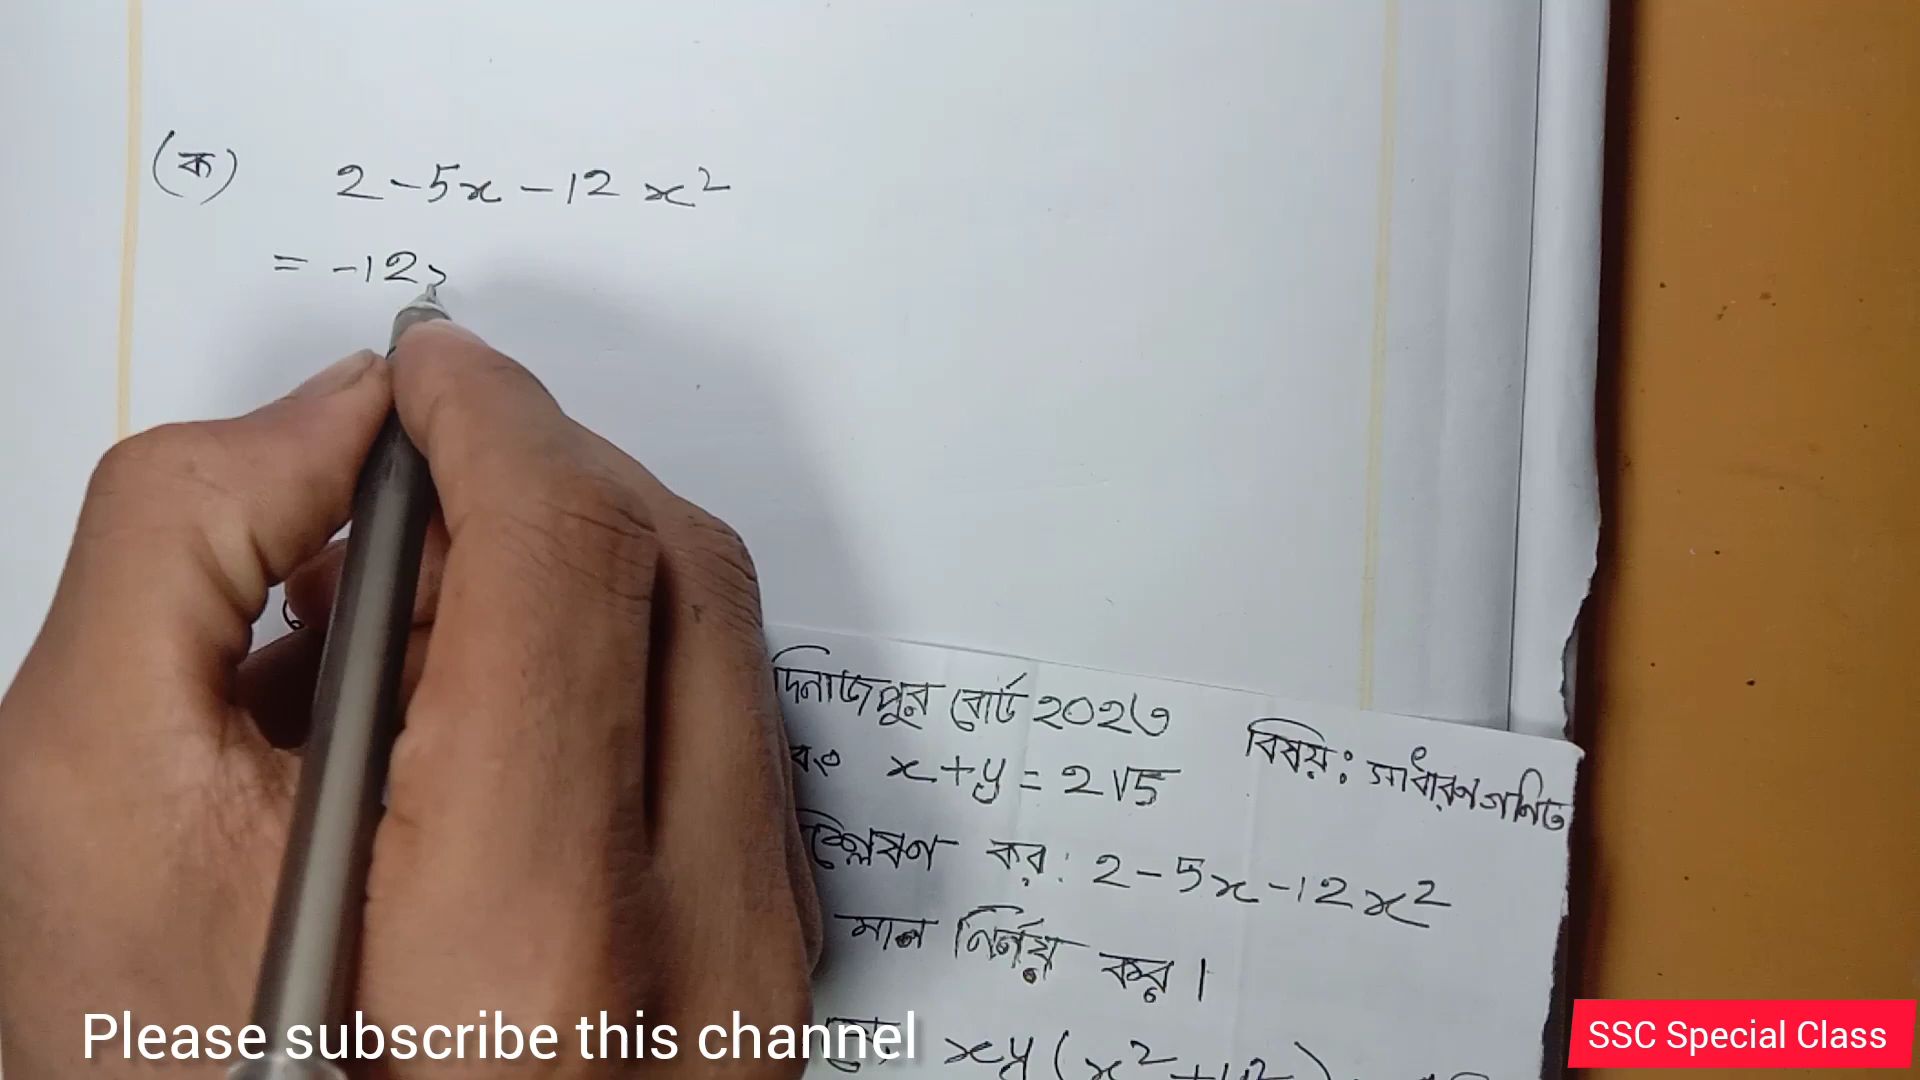 (ক) 2-5x-12x²
= -12
দিনাজপুর বোর্ড ২০২৩
বিষয়: সাধারণ গণিত
x+y=2√5
কর: 2-5x-12x²
মান নির্ণয় কর।
xy(x²+y²)
Please subscribe this channel
SSC Special Class